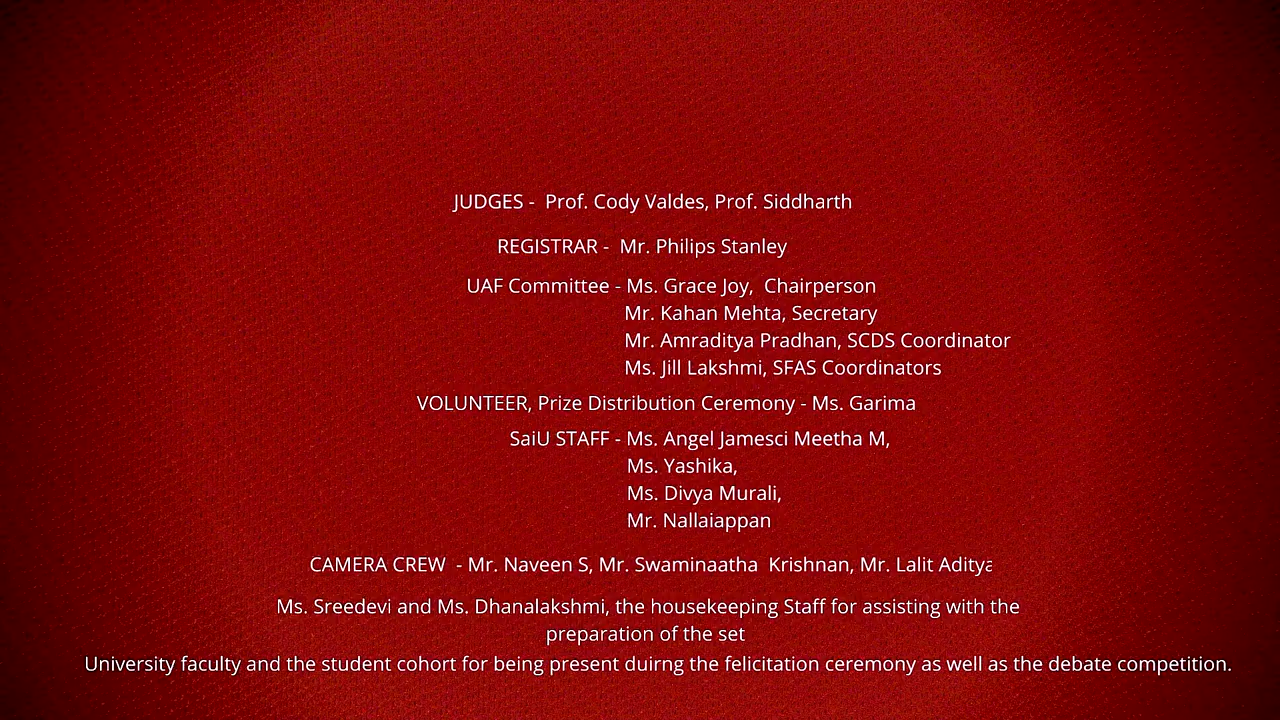 JUDGES - Prof. Cody Valdes, Prof. Siddharth
REGISTRAR - Mr. Philips Stanley
UAF Committee - Ms. Grace Joy, Chairperson
Mr. Kahan Mehta, Secretary
Mr. Amraditya Pradhan, SCDS Coordinator
Ms. Jill Lakshmi, SFAS Coordinators
VOLUNTEER, Prize Distribution Ceremony - Ms. Garima
SaiU STAFF - Ms. Angel Jamesci Meetha M,
Ms. Yashika,
Ms. Divya Murali,
Mr. Nallaiappan
CAMERA CREW - Mr. Naveen S, Mr. Swaminaatha Krishnan, Mr. Lalit Aditya
Ms. Sreedevi and Ms. Dhanalakshmi, the housekeeping Staff for assisting with the
preparation of the set
University faculty and the student cohort for being present duirng the felicitation ceremony as well as the debate competition.